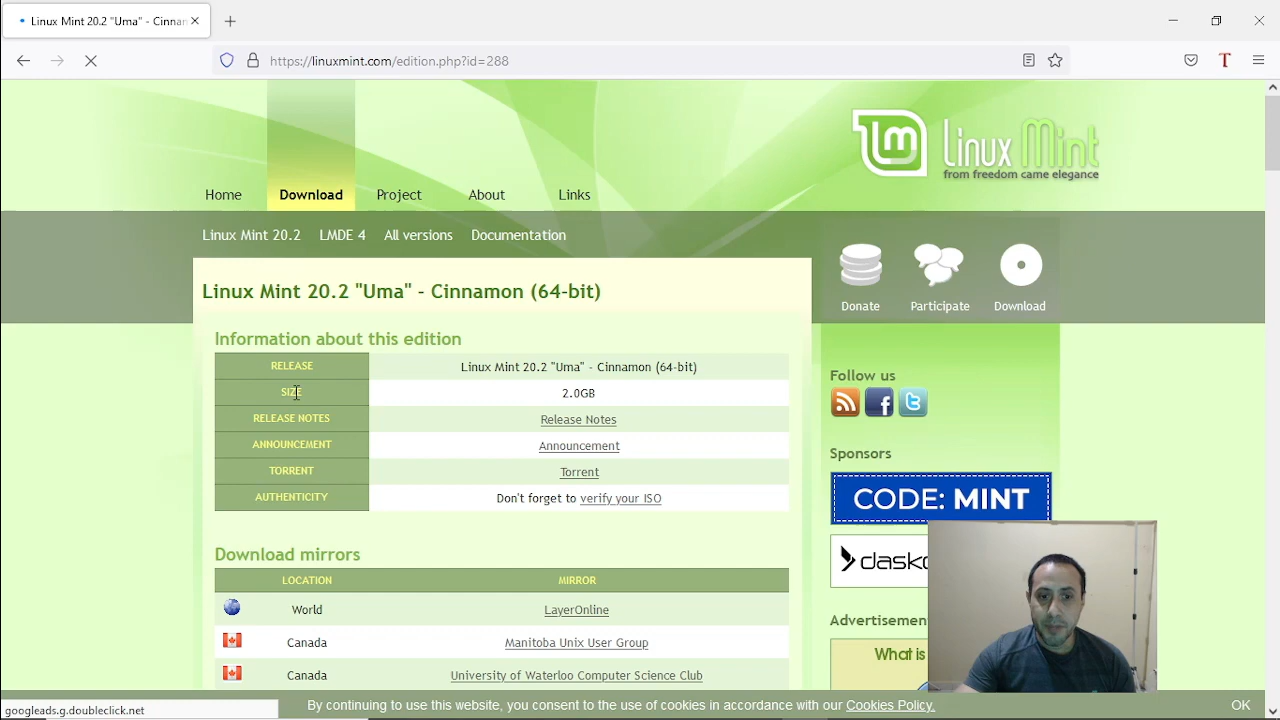 Linux Mint 20.2 "Uma" - Cinnam
https://linuxmint.com/edition.php?id=288
T
Linux Mint
from freedom came elegance
Home Download Project About Links
Linux Mint 20.2 LMDE 4 All versions Documentation
Donate Participate Download
Linux Mint 20.2 "Uma" - Cinnamon (64-bit)
Information about this edition
RELEASE Linux Mint 20.2 "Uma" - Cinnamon (64-bit)
SIZE 2.0GB
RELEASE NOTES Release Notes
ANNOUNCEMENT Announcement
TORRENT Torrent
AUTHENTICITY Don't forget to verify your ISO
Download mirrors
LOCATION MIRROR
World LayerOnline
Canada Manitoba Unix User Group
Canada University of Waterloo Computer Science Club
Follow us
Sponsors
CODE: MINT
dasko
Advertisemen
What is
googleads.g.doubleclick.net
By continuing to use this website, you consent to the use of cookies in accordance with our Cookies Policy. OK